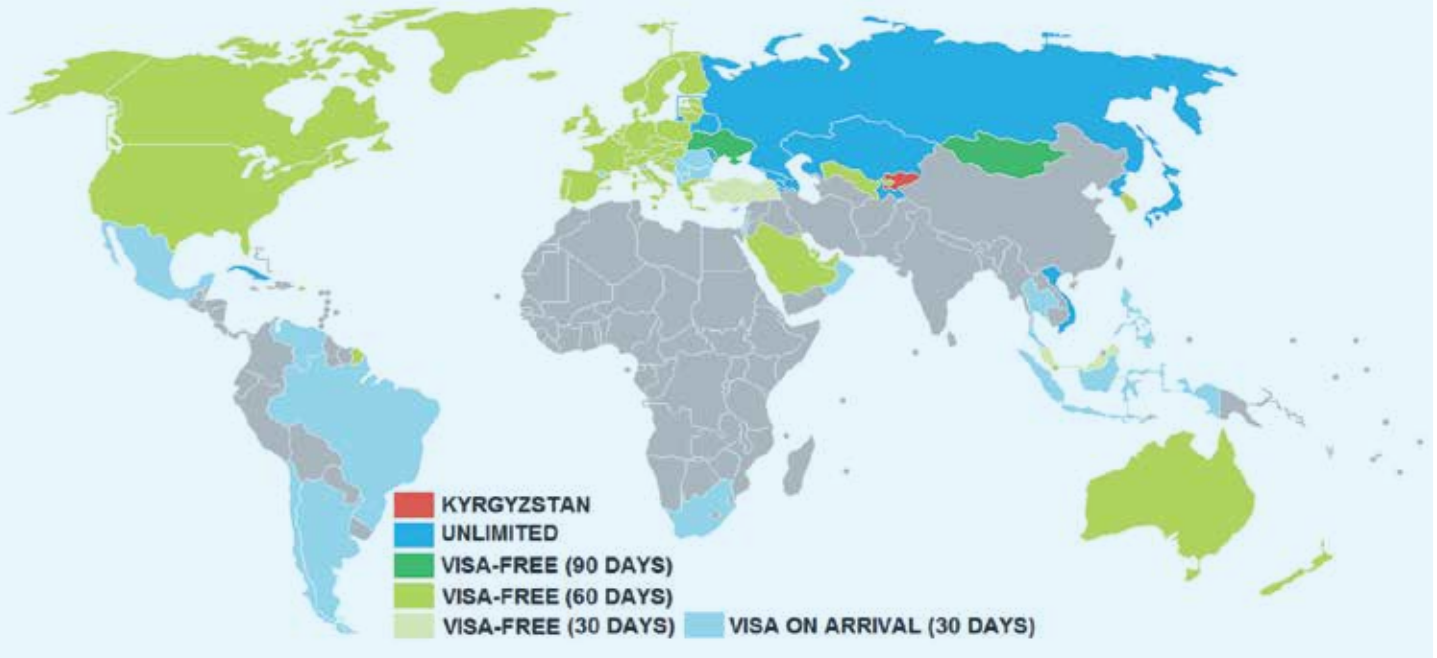 KYRGYZSTAN
UNLIMITED
VISA-FREE (90 DAYS)
VISA-FREE (60 DAYS)
VISA-FREE (30 DAYS) VISA ON ARRIVAL (30 DAYS)